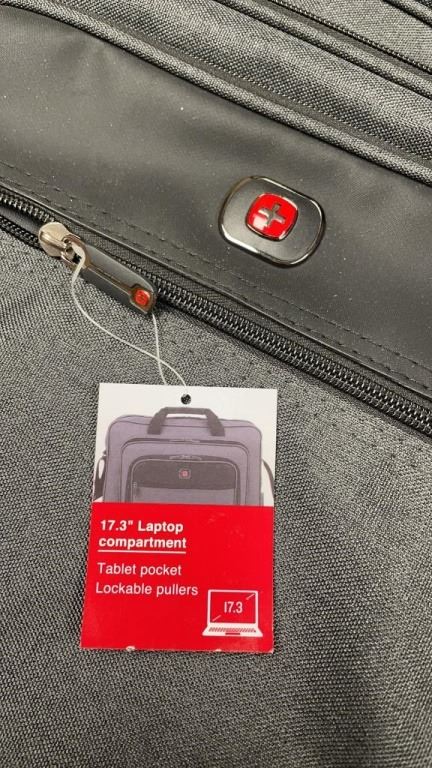 17.3" Laptop
compartment
Tablet pocket
Lockable pullers
17.3